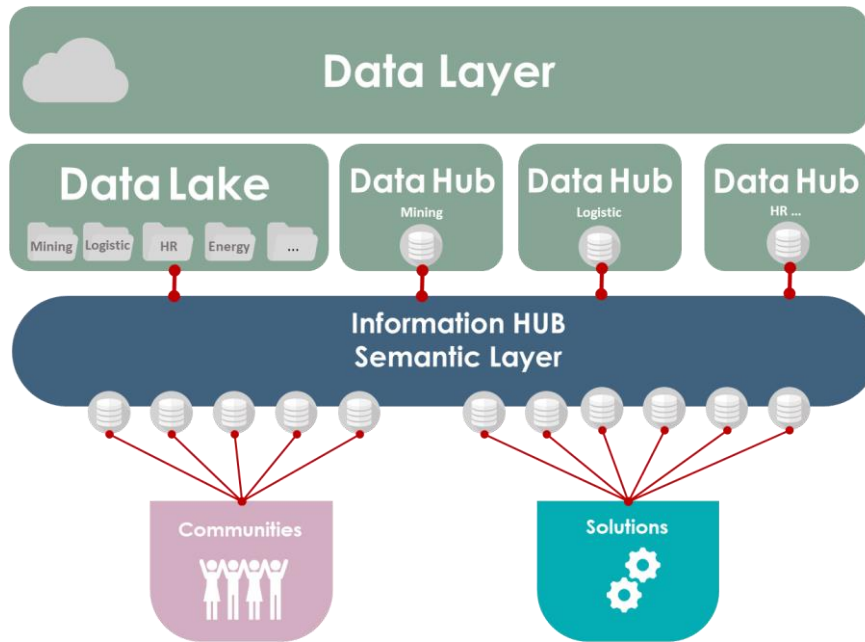 Data Layer
Data Lake
Mining
Logistic
HR
Energy
...
Data Hub
Mining
Data Hub
Logistic
Data Hub
HR ...
Information HUB
Semantic Layer
Communities
Solutions